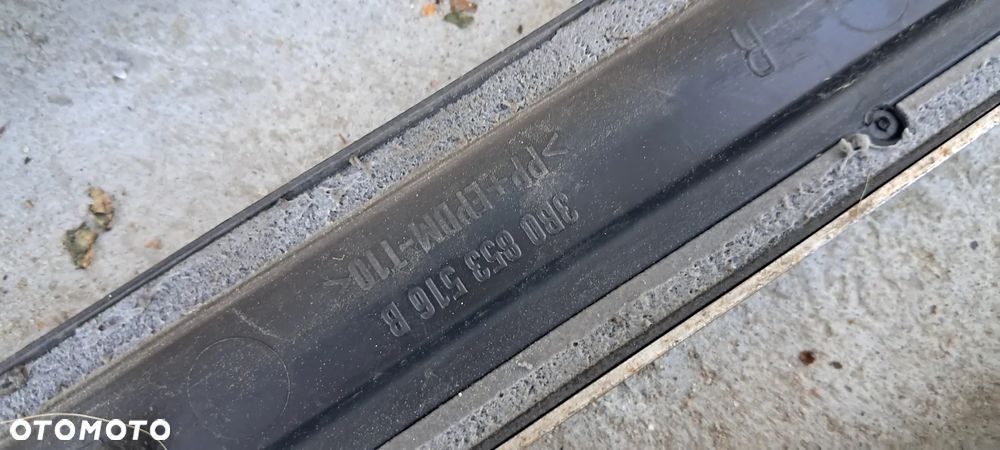 R
>PP+EPDM-T10<
3B0 853 516 B
OTOMOTO